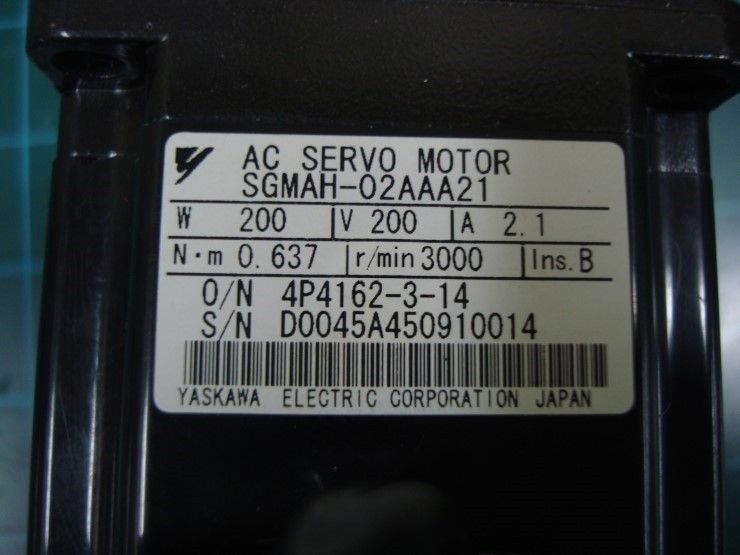 AC SERVO MOTOR
SGMAH-02AAA21
W 200 V 200 A 2.1
N·m 0.637 r/min 3000 Ins. B
O/N 4P4162-3-14
S/N D0045A450910014
YASKAWA ELECTRIC CORPORATION JAPAN